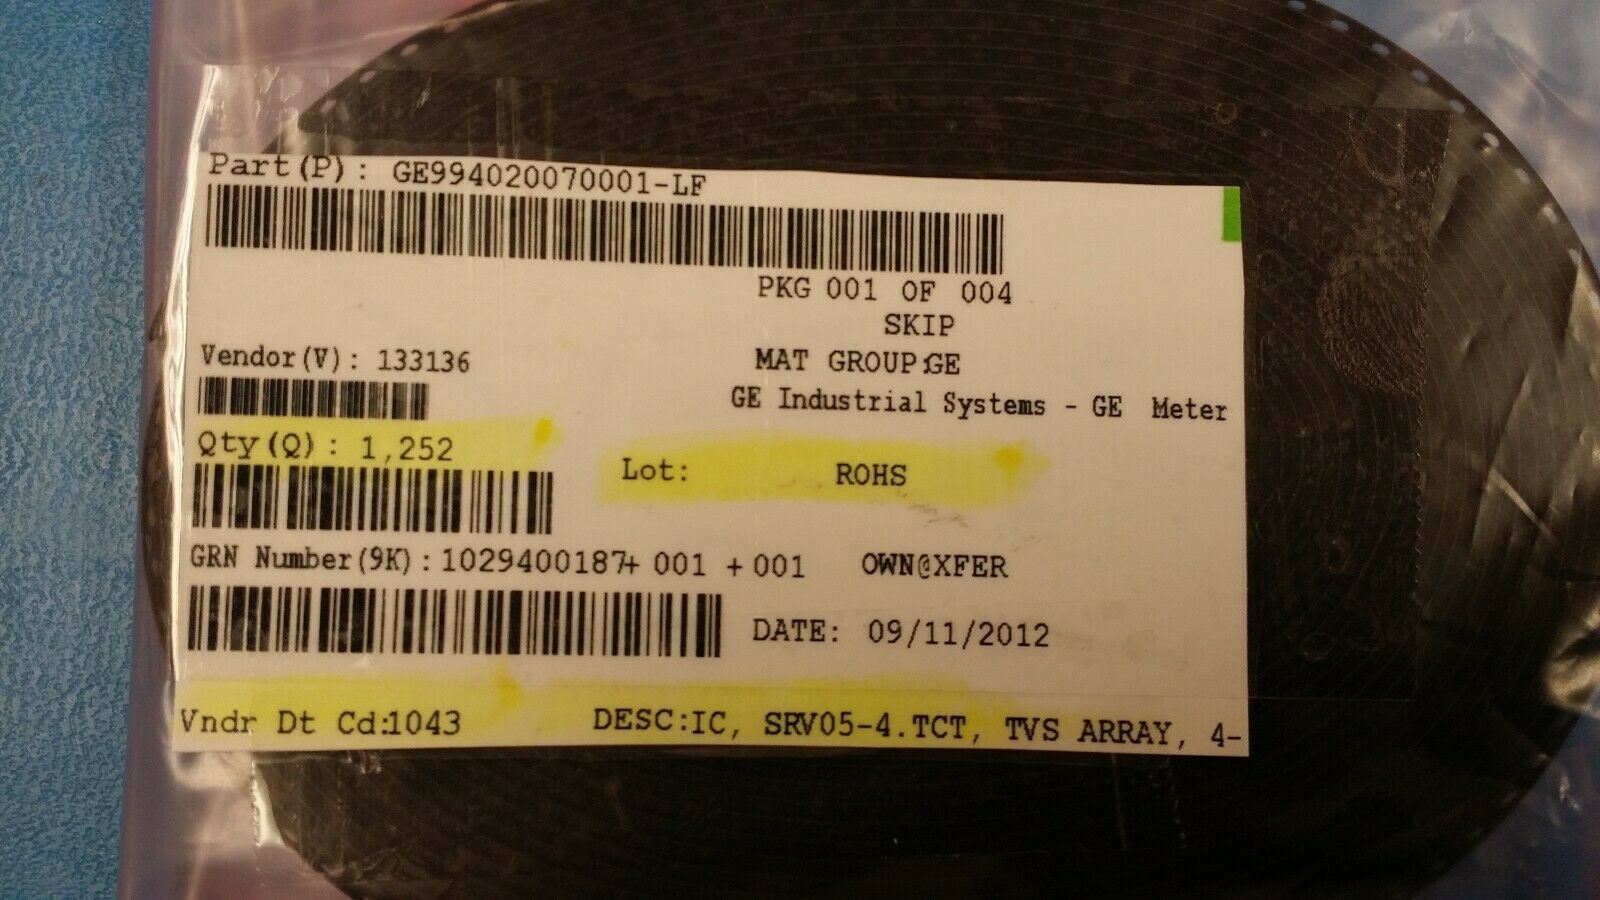 Part(P): GE994020070001-LF
PKG 001 OF 004
SKIP
Vendor(V): 133136
MAT GROUP:GE
GE Industrial Systems - GE Meter
Qty(Q): 1,252
Lot: ROHS
GRN Number(9K):1029400187+ 001 +001 OWN@XFER
DATE: 09/11/2012
Vndr Dt Cd:1043 DESC:IC, SRV05-4.TCT, TVS ARRAY, 4-